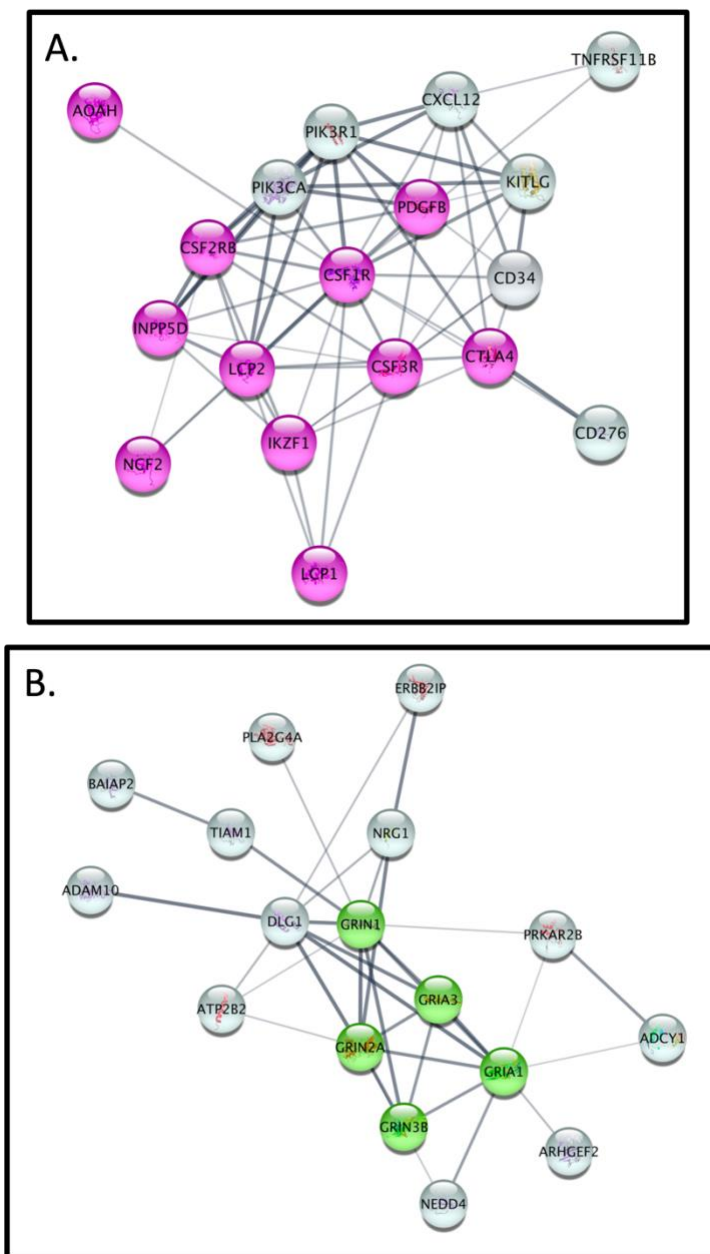 A.
TNFRSF11B
AOAH
CXCL12
PIK3R1
KITLG
PIK3CA
PDGFB
CSF2RB
CSF1R
CD34
INPP5D
CTLA4
LCP2
CSF3R
CD276
IKZF1
NCF2
LCP1
B.
ERBB2IP
PLA2G4A
BAIAP2
TIAM1
NRG1
ADAM10
DLG1
GRIN1
PRKAR2B
GRIA3
ATP2B2
ADCY1
GRIN2A
GRIA1
GRIN3B
ARHGEF2
NEDD4